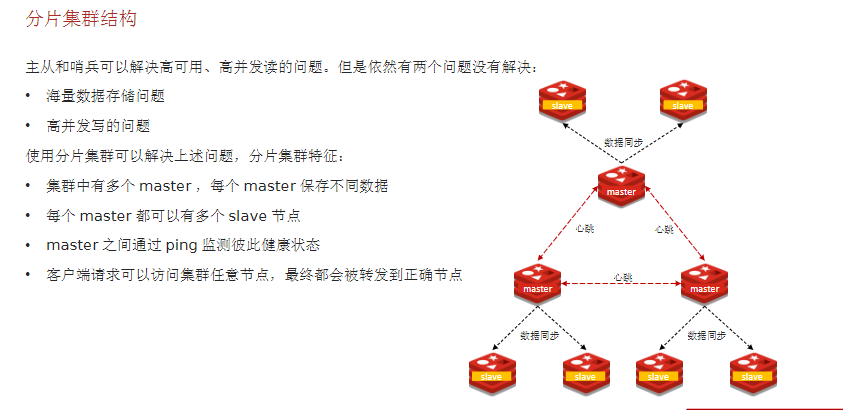 分片集群结构
主从和哨兵可以解决高可用、高并发读的问题。但是依然有两个问题没有解决：
• 海量数据存储问题
• 高并发写的问题
使用分片集群可以解决上述问题，分片集群特征：
• 集群中有多个 master ，每个 master 保存不同数据
• 每个 master 都可以有多个 slave 节点
• master 之间通过 ping 监测彼此健康状态
• 客户端请求可以访问集群任意节点，最终都会被转发到正确节点
slave
slave
数据同步
master
心跳
心跳
master
心跳
master
数据同步
数据同步
slave
slave
slave
slave